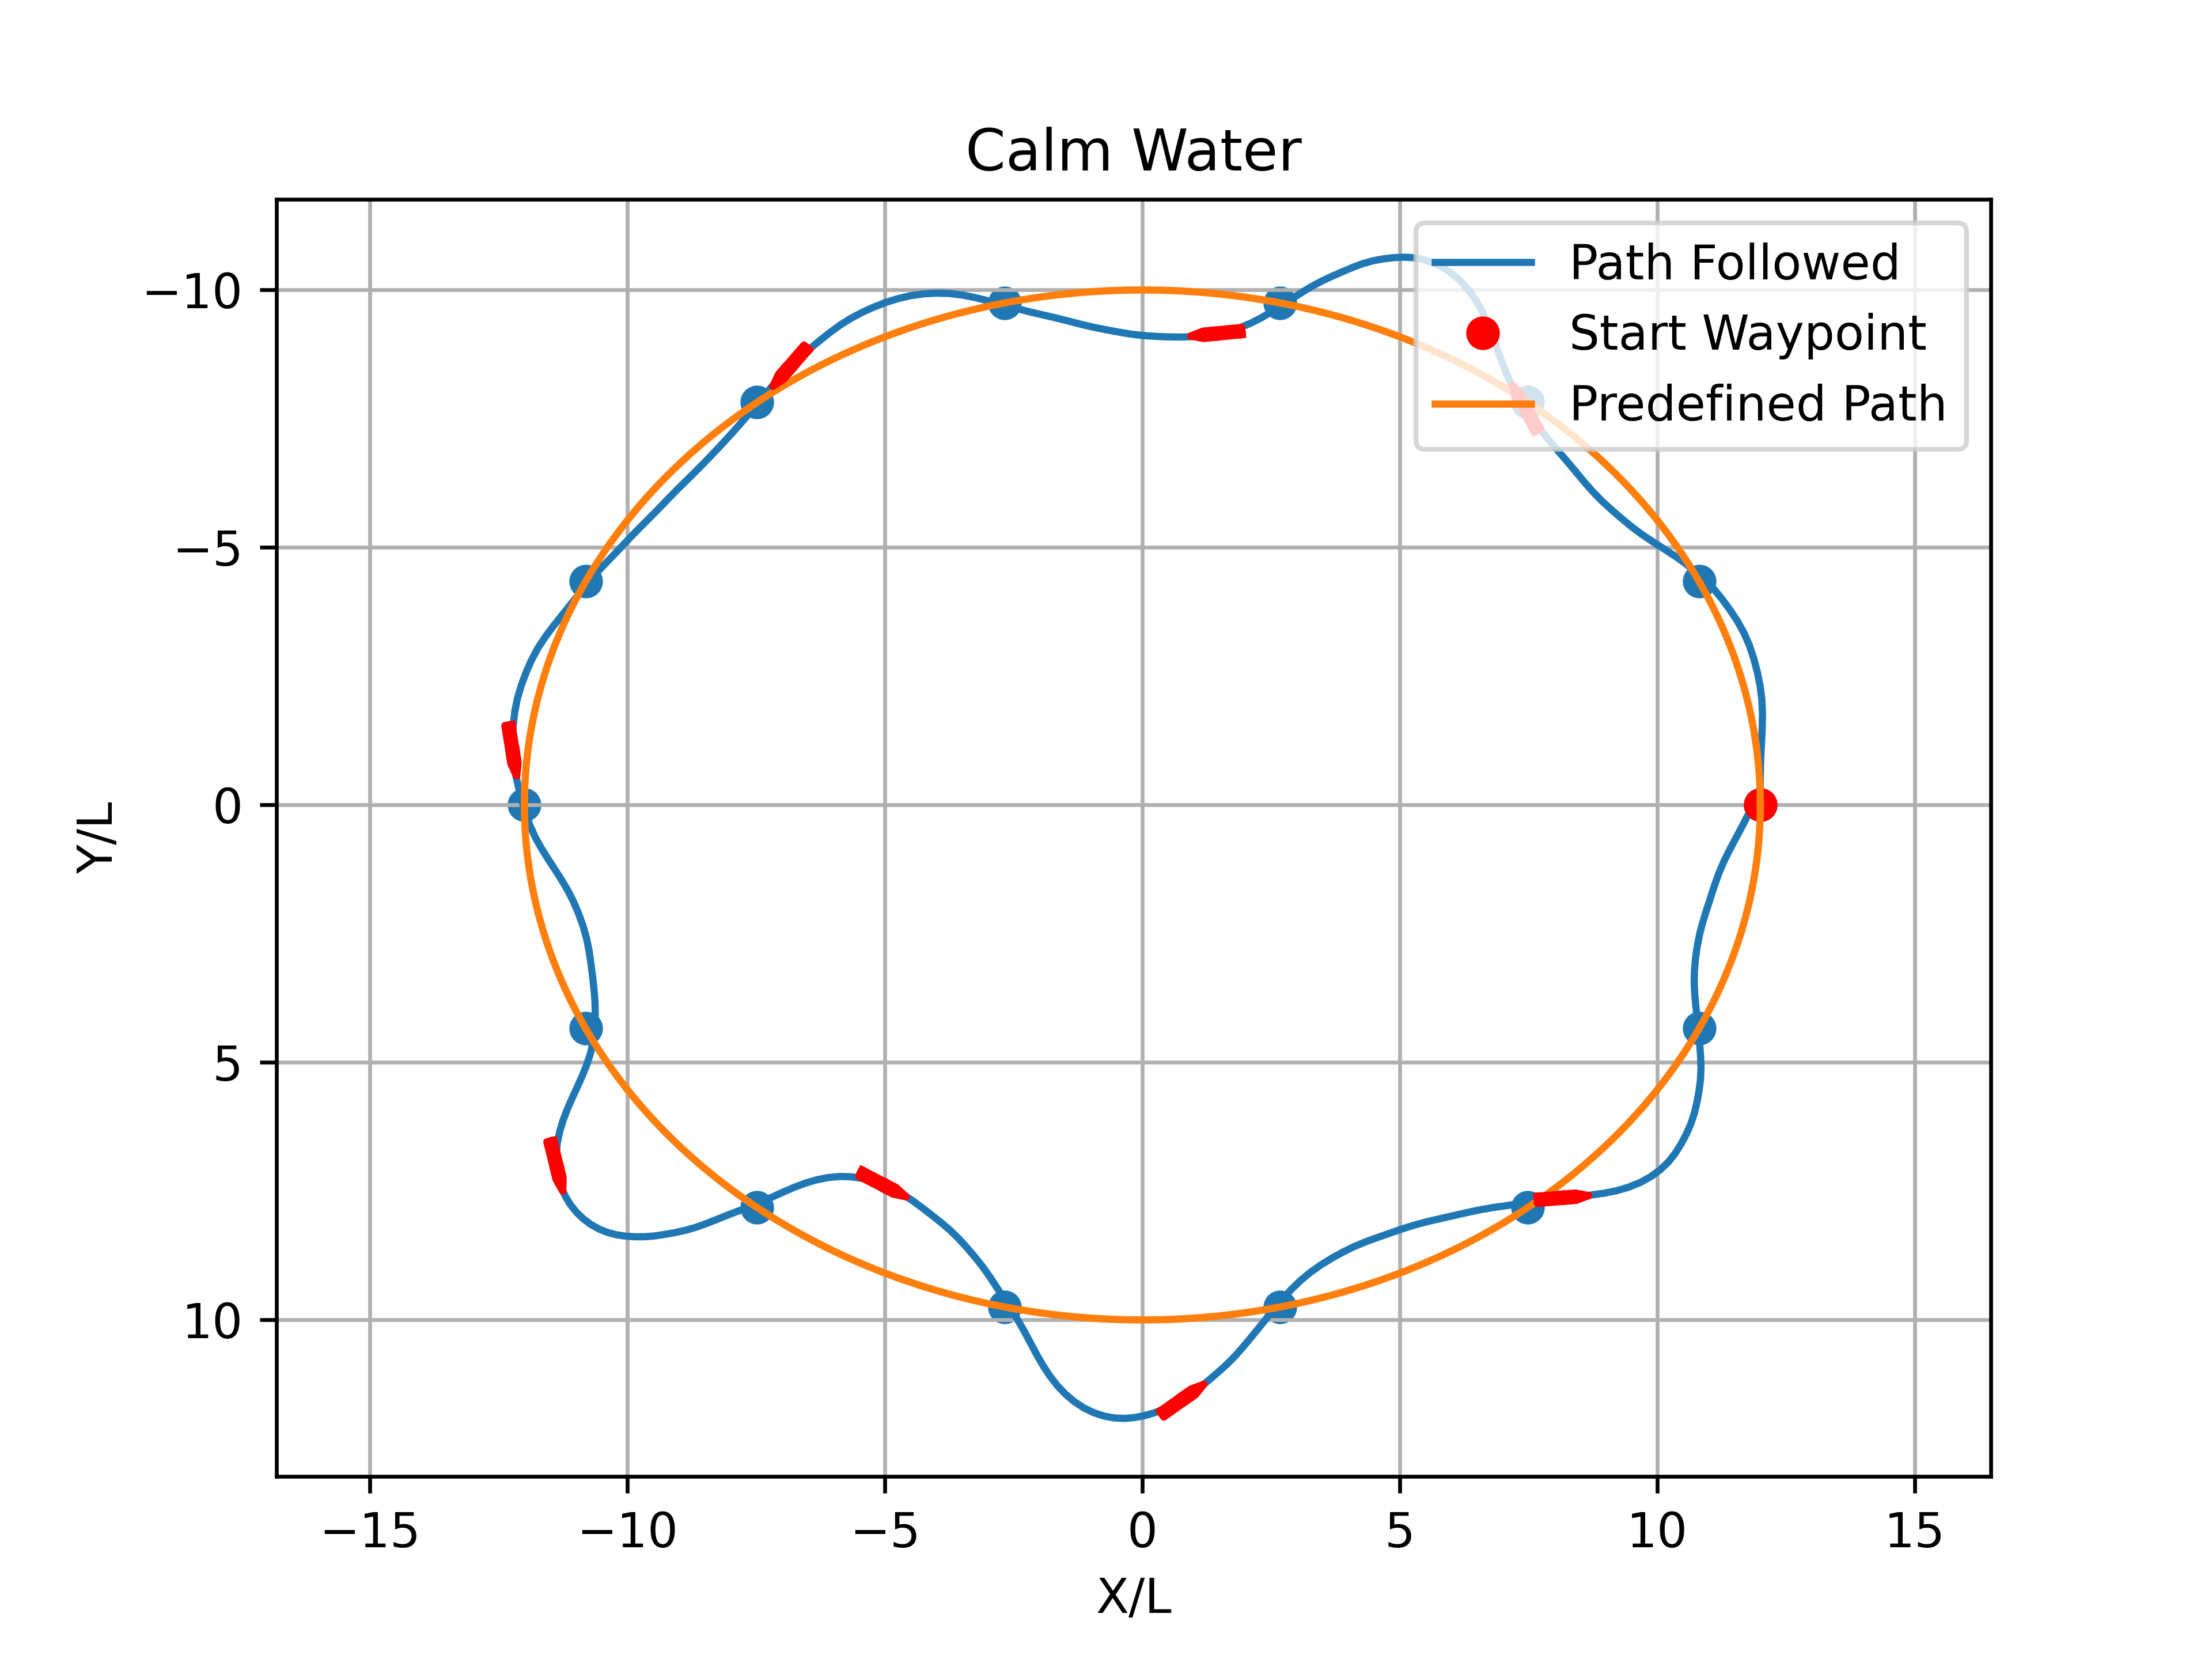 Calm Water
Path Followed
Start Waypoint
Predefined Path
−10
−5
0
5
10
Y/L
−15
−10
−5
0
5
10
15
X/L